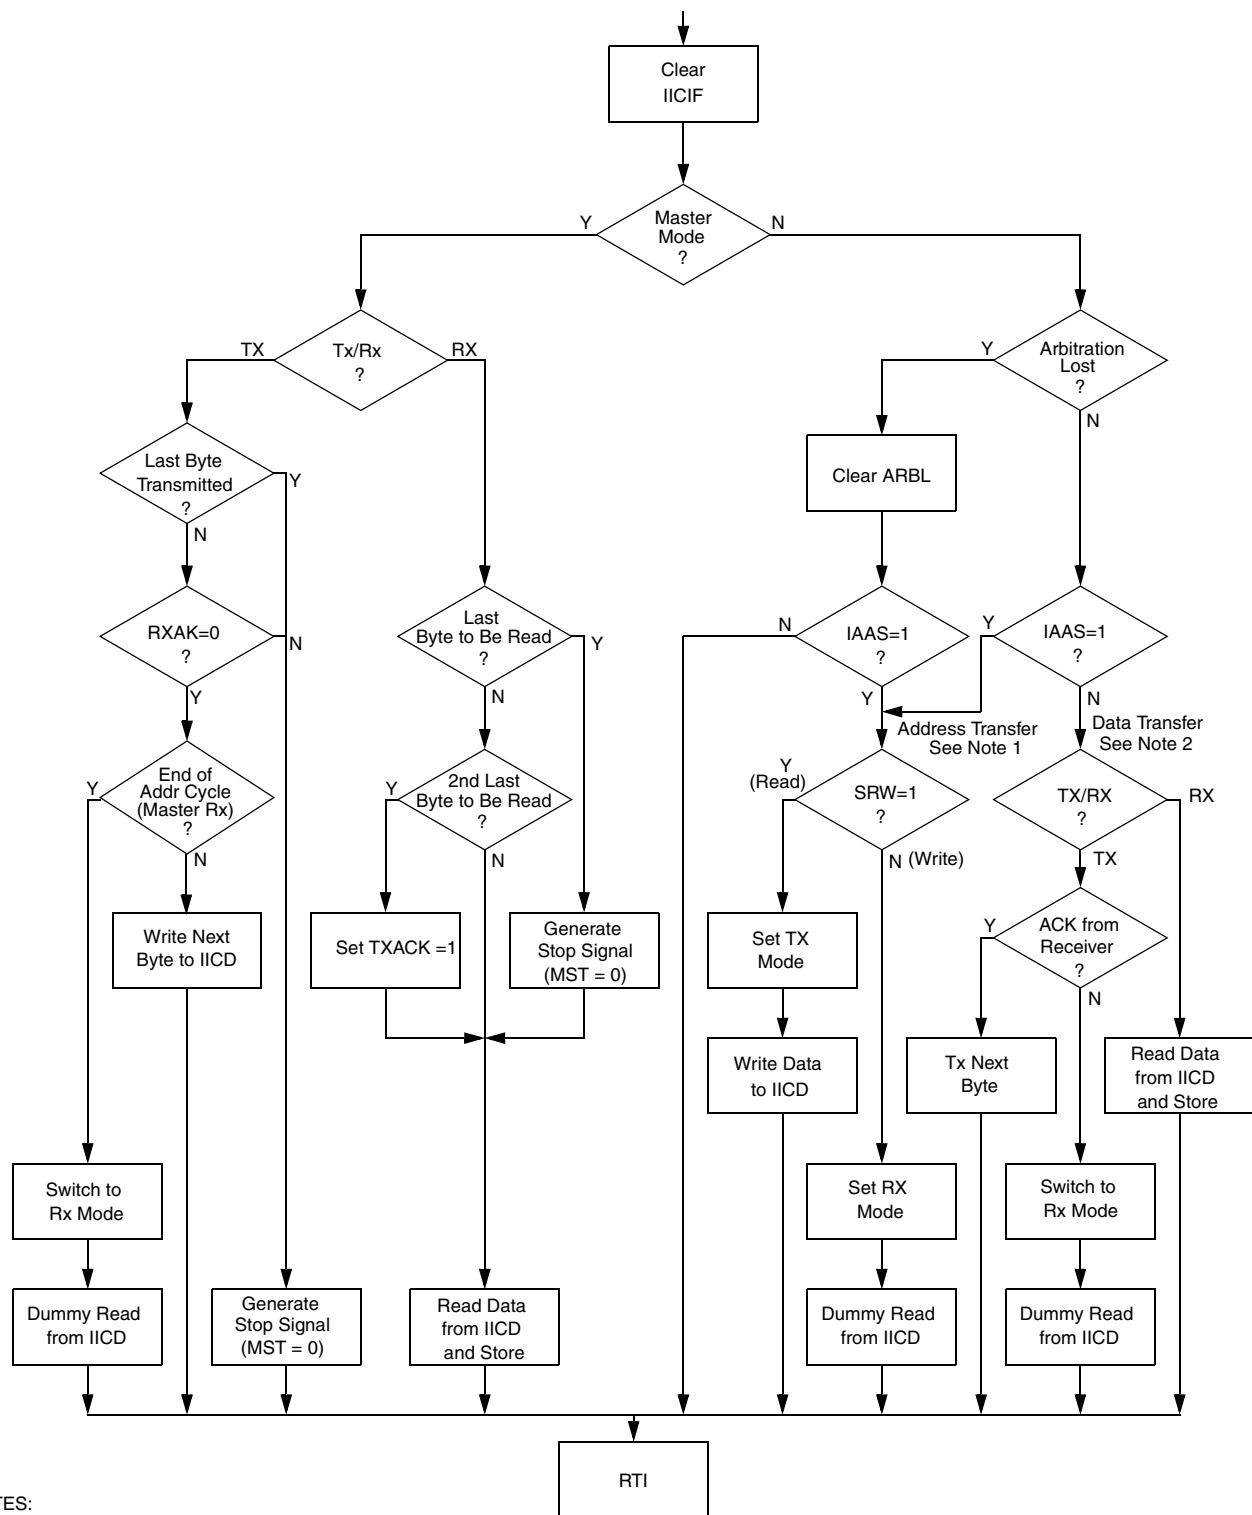 Clear
IICIF
Master
Mode
?
Y
N
Tx/Rx
?
TX
RX
Arbitration
Lost
?
Y
N
Last Byte
Transmitted
?
Y
N
Clear ARBL
RXAK=0
?
N
Y
Last
Byte to Be Read
?
Y
N
IAAS=1
?
N
Y
IAAS=1
?
Y
N
Address Transfer
See Note 1
Data Transfer
See Note 2
End of
Addr Cycle
(Master Rx)
?
Y
N
2nd Last
Byte to Be Read
?
Y
N
Y
(Read)
SRW=1
?
N (Write)
TX/RX
?
RX
TX
Write Next
Byte to IICD
Set TXACK =1
Generate
Stop Signal
(MST = 0)
Set TX
Mode
ACK from
Receiver
?
Y
N
Write Data
to IICD
Tx Next
Byte
Read Data
from IICD
and Store
Switch to
Rx Mode
Set RX
Mode
Switch to
Rx Mode
Dummy Read
from IICD
Generate
Stop Signal
(MST = 0)
Read Data
from IICD
and Store
Dummy Read
from IICD
Dummy Read
from IICD
RTI
TES: